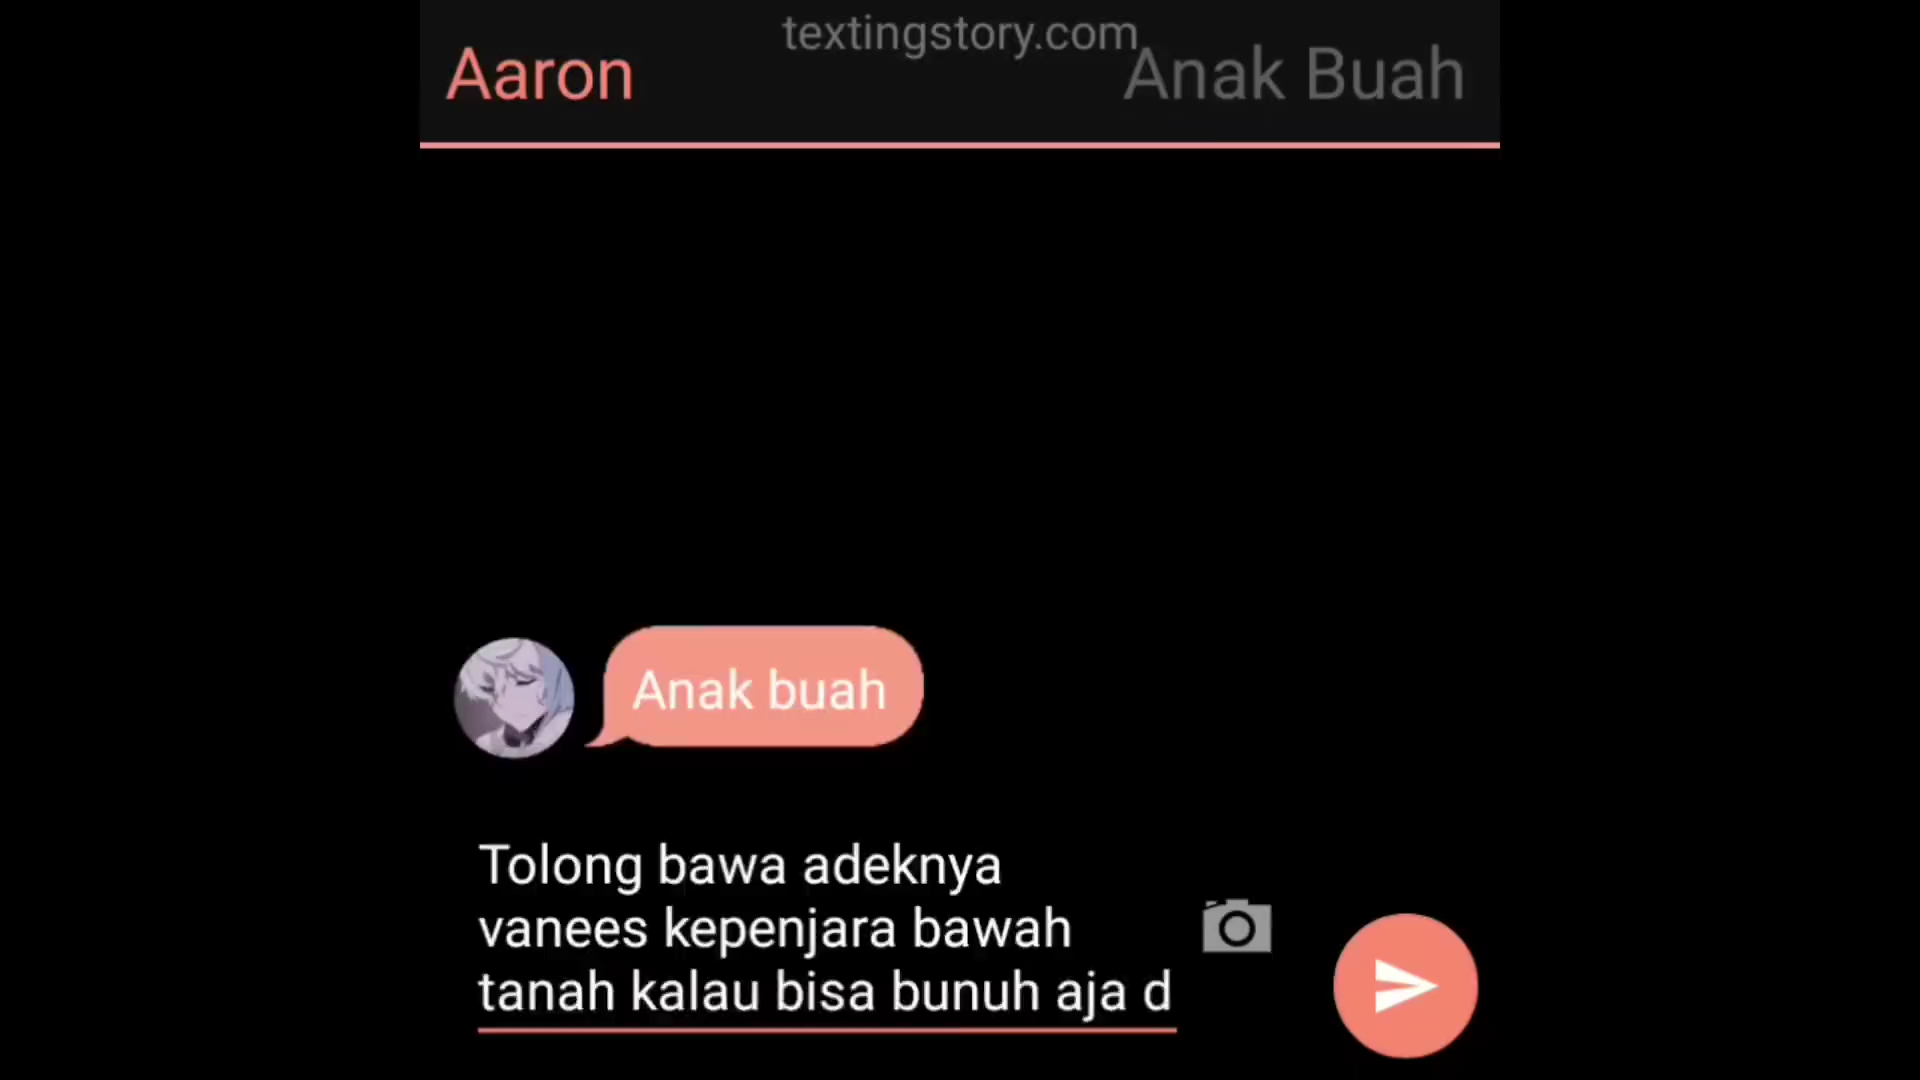 textingstory.com
Aaron
Anak Buah
Anak buah
Tolong bawa adeknya
vanees kepenjara bawah
tanah kalau bisa bunuh aja d